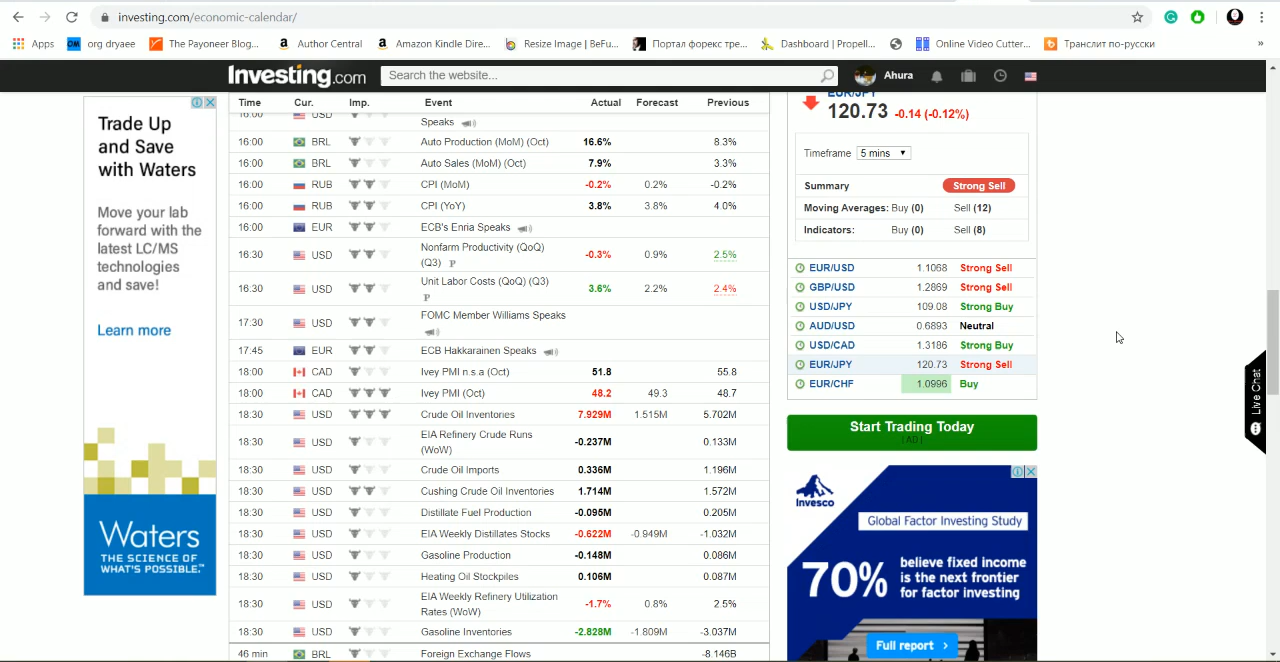 investing.com/economic-calendar/
Apps org dryaee The Payoneer Blog... Author Central Amazon Kindle Dire... Resize Image | BeFu... Портал форекс тре... Dashboard | Propell... Online Video Cutter... Транслит по-русски »
Investing.com Search the website... Ahura
Trade Up
and Save
with Waters
Move your lab
forward with the
latest LC/MS
technologies
and save!
Learn more
Waters
THE SCIENCE OF
WHAT'S POSSIBLE.™
Time Cur. Imp. Event Actual Forecast Previous
16:00 USD Speaks
16:00 BRL Auto Production (MoM) (Oct) 16.6% 8.3%
16:00 BRL Auto Sales (MoM) (Oct) 7.9% 3.3%
16:00 RUB CPI (MoM) -0.2% 0.2% -0.2%
16:00 RUB CPI (YoY) 3.8% 3.8% 4.0%
16:00 EUR ECB's Enria Speaks
16:30 USD Nonfarm Productivity (QoQ) -0.3% 0.9% 2.5%
(Q3) P
16:30 USD Unit Labor Costs (QoQ) (Q3) 3.6% 2.2% 2.4%
P
17:30 USD FOMC Member Williams Speaks
17:45 EUR ECB Hakkarainen Speaks
18:00 CAD Ivey PMI n.s.a (Oct) 51.8 55.8
18:00 CAD Ivey PMI (Oct) 48.2 49.3 48.7
18:30 USD Crude Oil Inventories 7.929M 1.515M 5.702M
18:30 USD EIA Refinery Crude Runs -0.237M 0.133M
(WoW)
18:30 USD Crude Oil Imports 0.336M 1.196M
18:30 USD Cushing Crude Oil Inventories 1.714M 1.572M
18:30 USD Distillate Fuel Production -0.095M 0.205M
18:30 USD EIA Weekly Distillates Stocks -0.622M -0.949M -1.032M
18:30 USD Gasoline Production -0.148M 0.086M
18:30 USD Heating Oil Stockpiles 0.106M 0.087M
18:30 USD EIA Weekly Refinery Utilization -1.7% 0.8% 2.5%
Rates (WoW)
18:30 USD Gasoline Inventories -2.828M -1.809M -3.037M
46 min BRL Foreign Exchange Flows -8.146B
EUR/JPY
120.73 -0.14 (-0.12%)
Timeframe 5 mins
Summary Strong Sell
Moving Averages: Buy (0) Sell (12)
Indicators: Buy (0) Sell (8)
EUR/USD 1.1068 Strong Sell
GBP/USD 1.2869 Strong Sell
USD/JPY 109.08 Strong Buy
AUD/USD 0.6893 Neutral
USD/CAD 1.3186 Strong Buy
EUR/JPY 120.73 Strong Sell
EUR/CHF 1.0996 Buy
Start Trading Today
[AD]
Invesco
Global Factor Investing Study
70% believe fixed income
is the next frontier
for factor investing
Full report
Live Chat